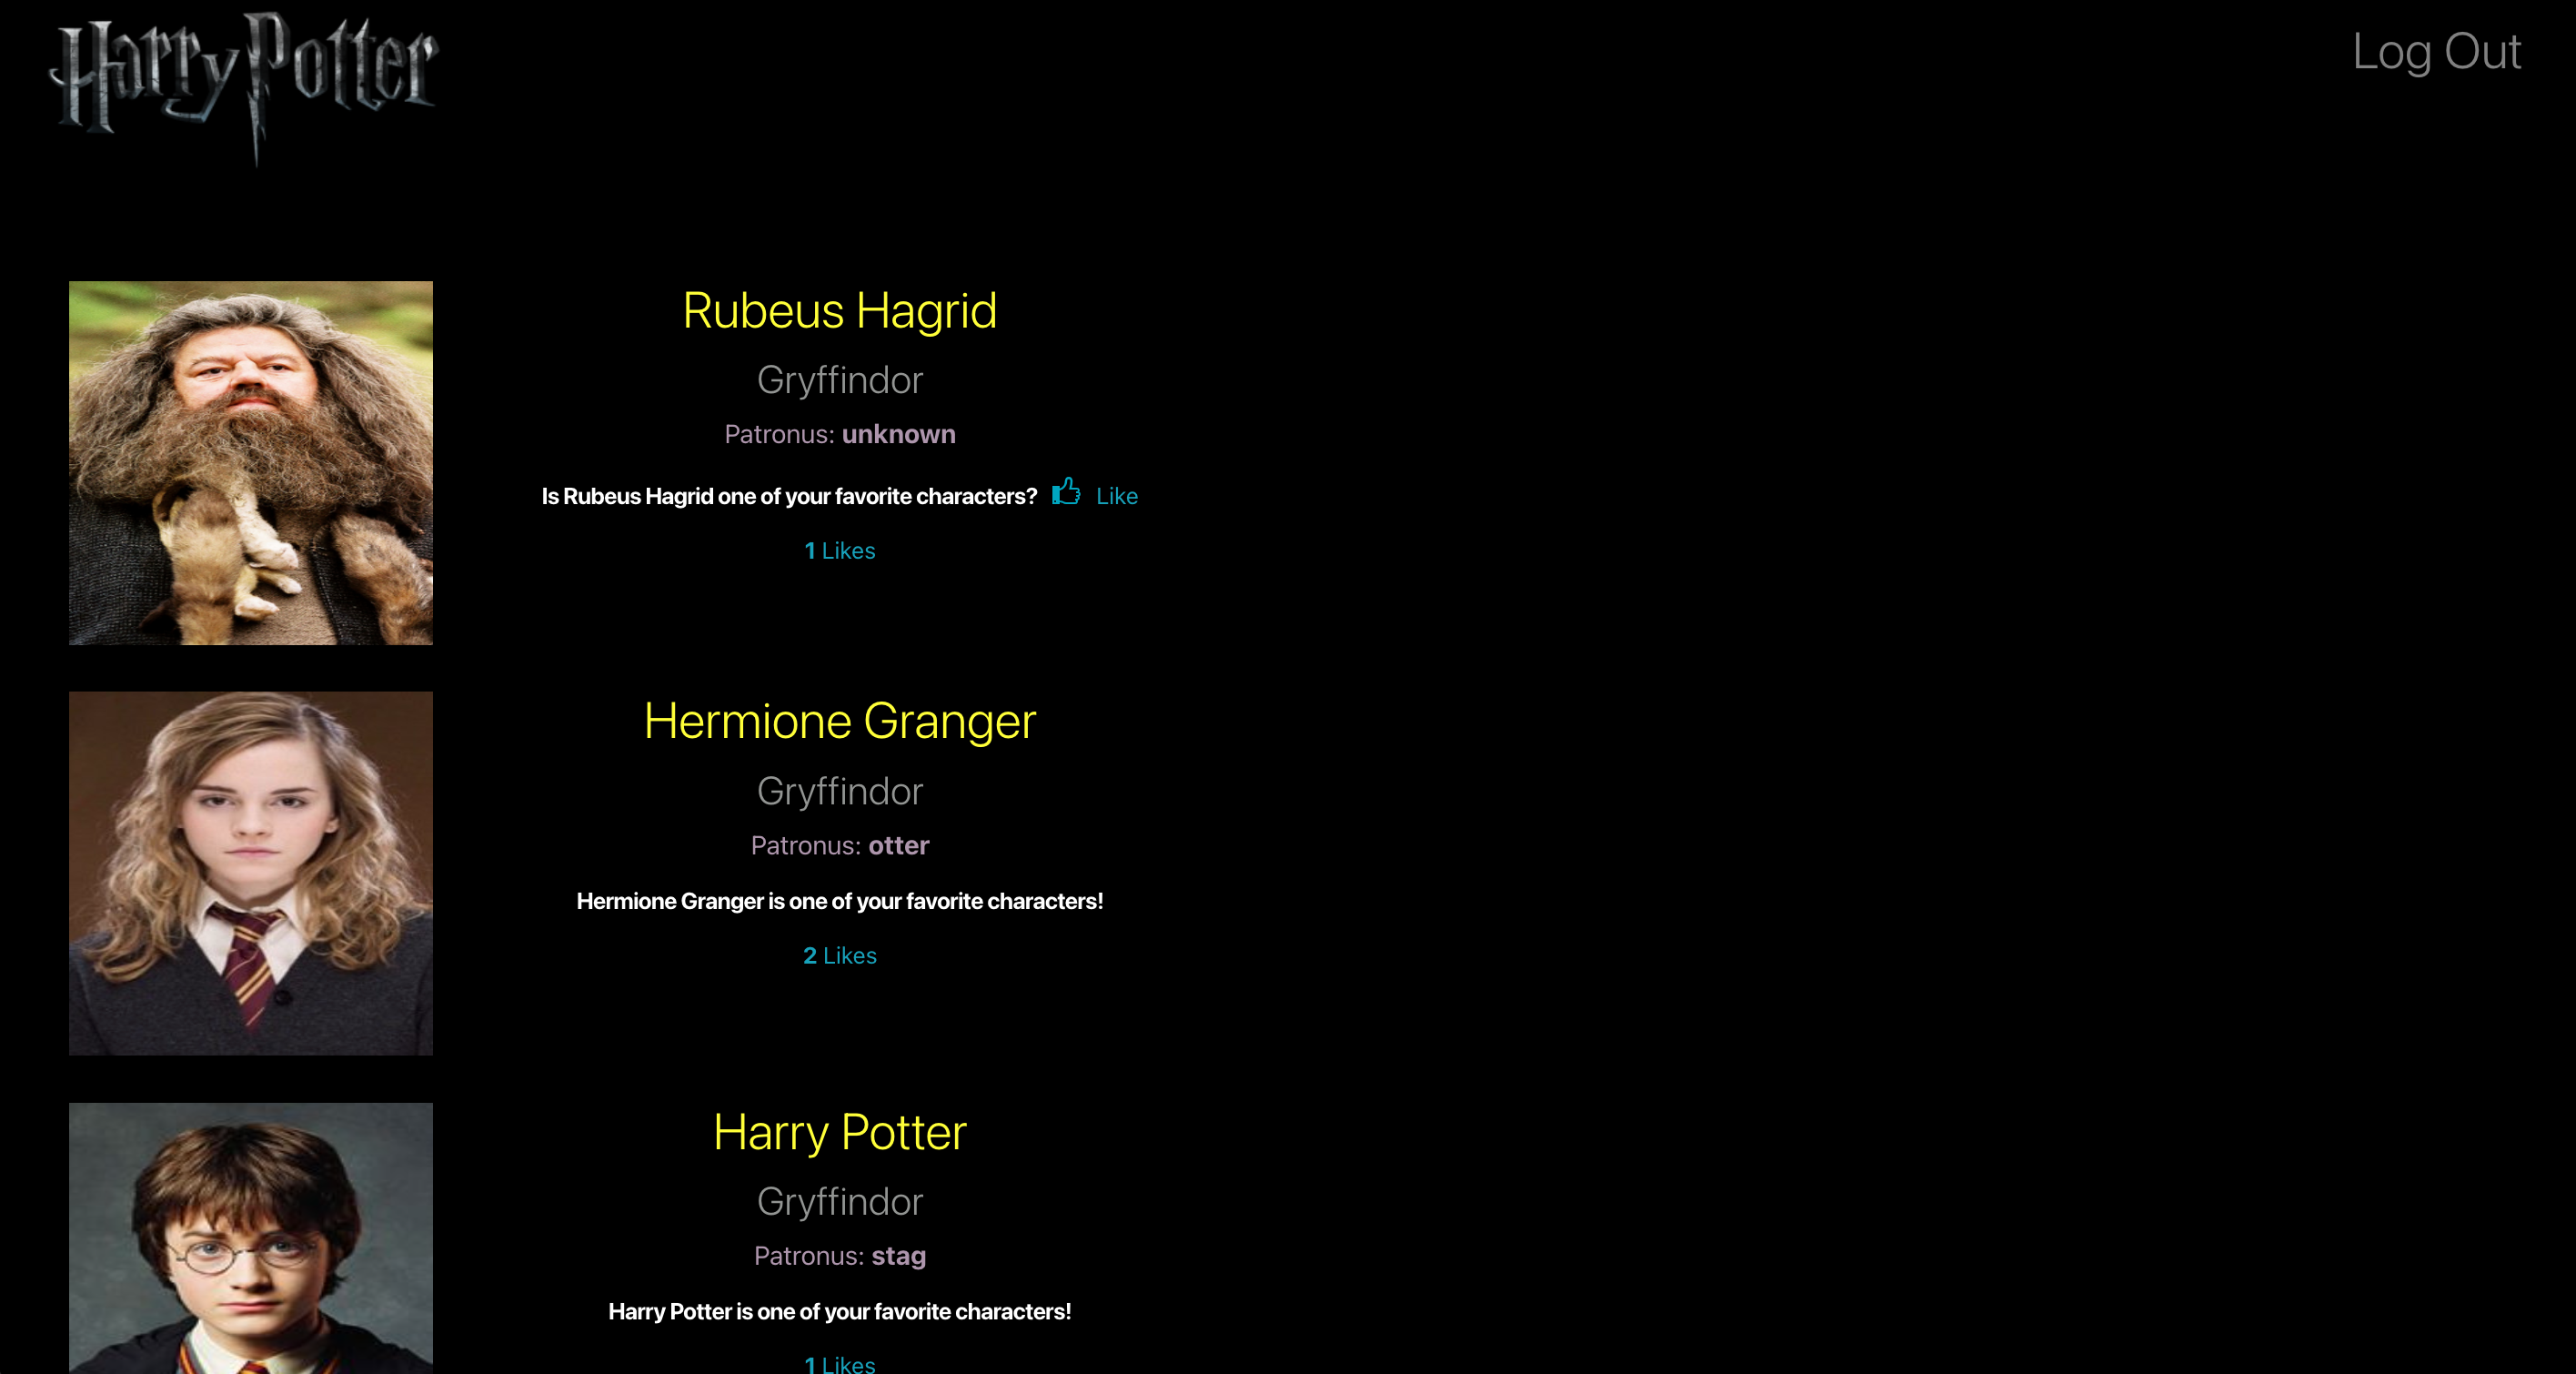 Harry Potter
Log Out
Rubeus Hagrid
Gryffindor
Patronus: unknown
Is Rubeus Hagrid one of your favorite characters? Like
1 Likes
Hermione Granger
Gryffindor
Patronus: otter
Hermione Granger is one of your favorite characters!
2 Likes
Harry Potter
Gryffindor
Patronus: stag
Harry Potter is one of your favorite characters!
1 Likes